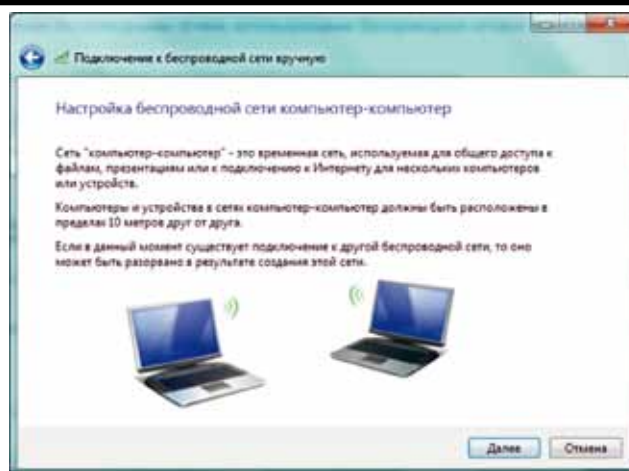 Подключение к беспроводной сети вручную
Настройка беспроводной сети компьютер-компьютер
Сеть "компьютер-компьютер" - это временная сеть, используемая для общего доступа к
файлам, презентациям или к подключению к Интернету для нескольких компьютеров
или устройств.
Компьютеры и устройства в сетях компьютер-компьютер должны быть расположены в
пределах 10 метров друг от друга.
Если в данный момент существует подключение к другой беспроводной сети, то оно
может быть разорвано в результате создания этой сети.
Далее
Отмена